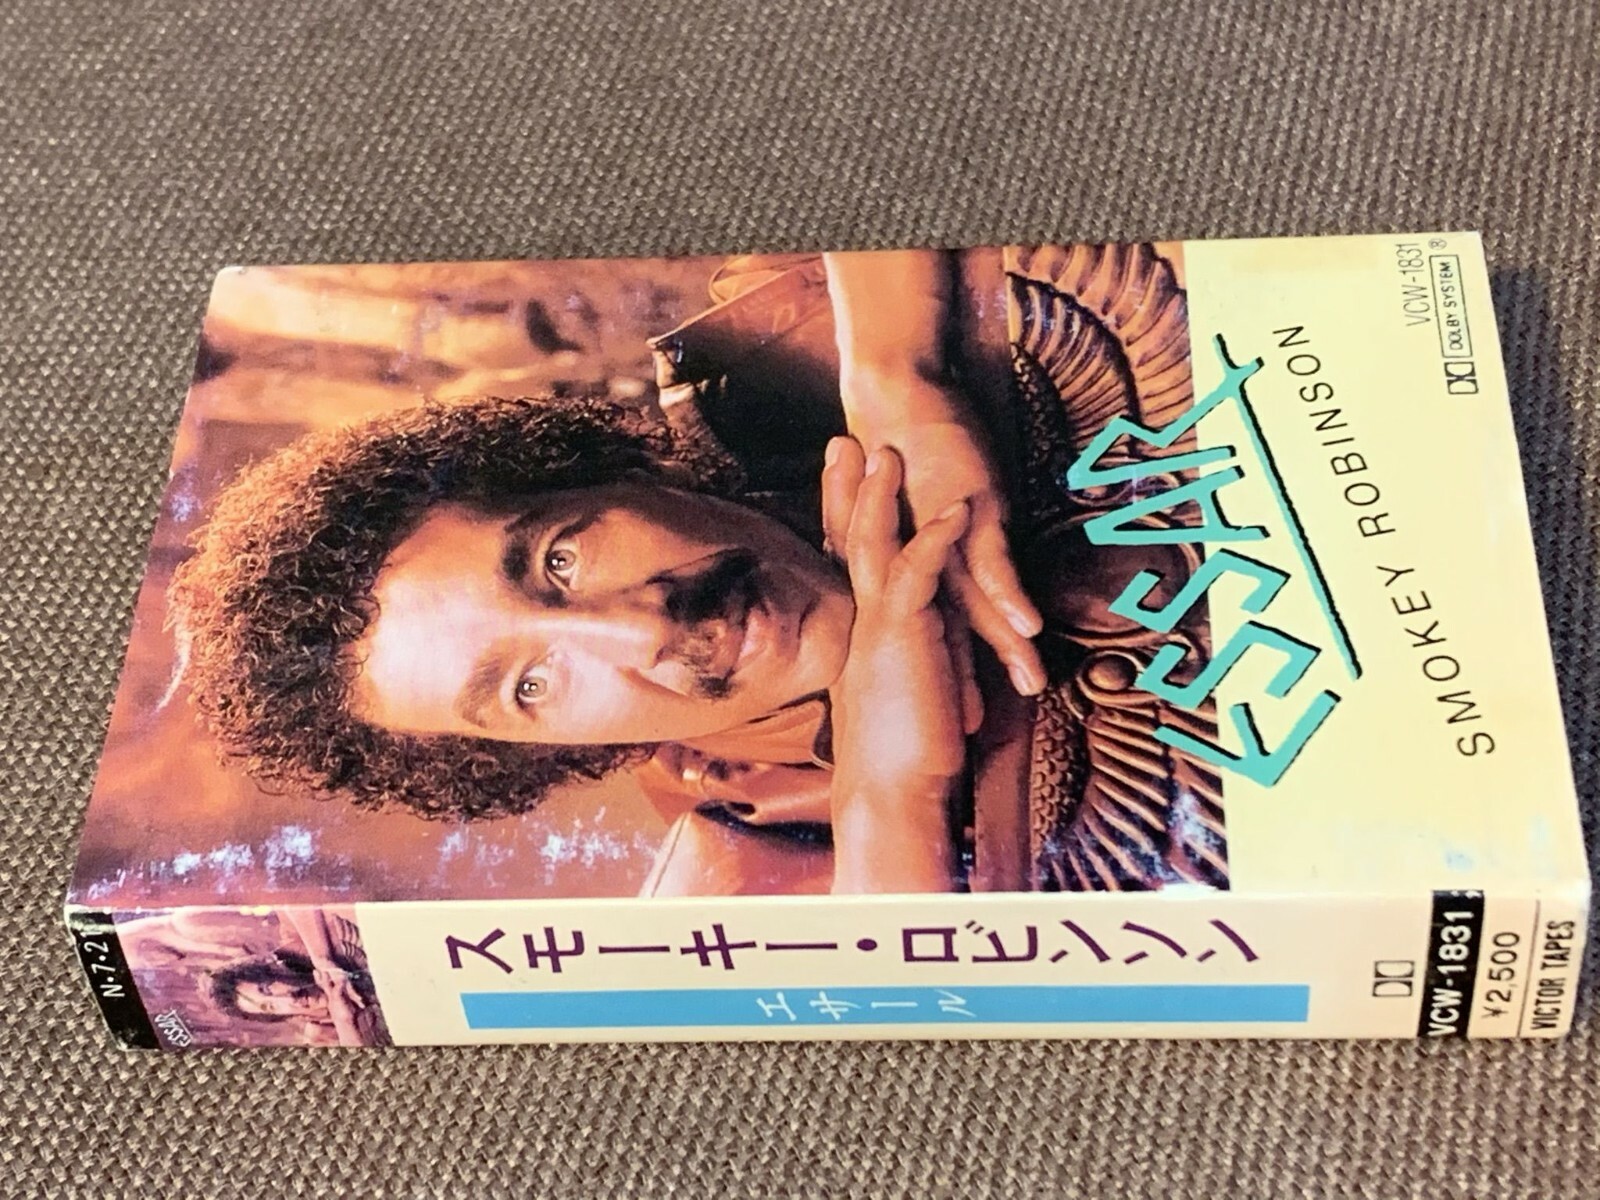 ESSAR
SMOKEY ROBINSON
VCW-1831
DOLBY SYSTEM ®
N・7・21
ESSAR
スモーキー・ロビンソン
エサール
VCW-1831
¥2,500
VICTOR TAPES